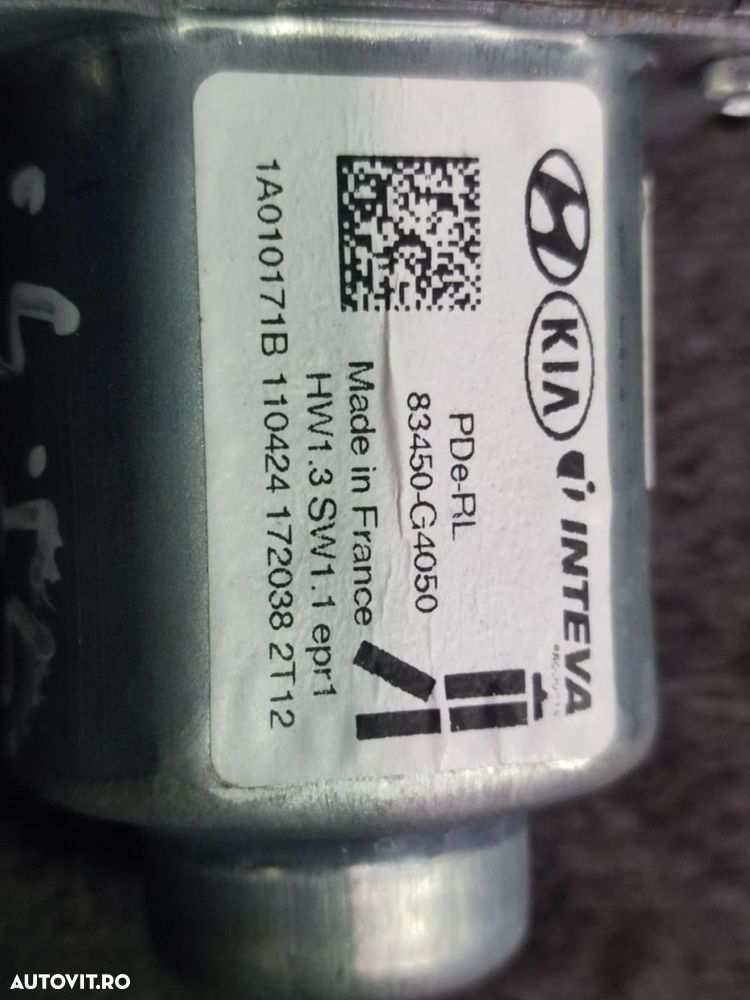 KIA INTEVA
PDe-RL
83450-G4050
Made in France
HW1.3 SW1.1 epr1
1A010171B 110424 172038 2T12
AUTOVIT.RO